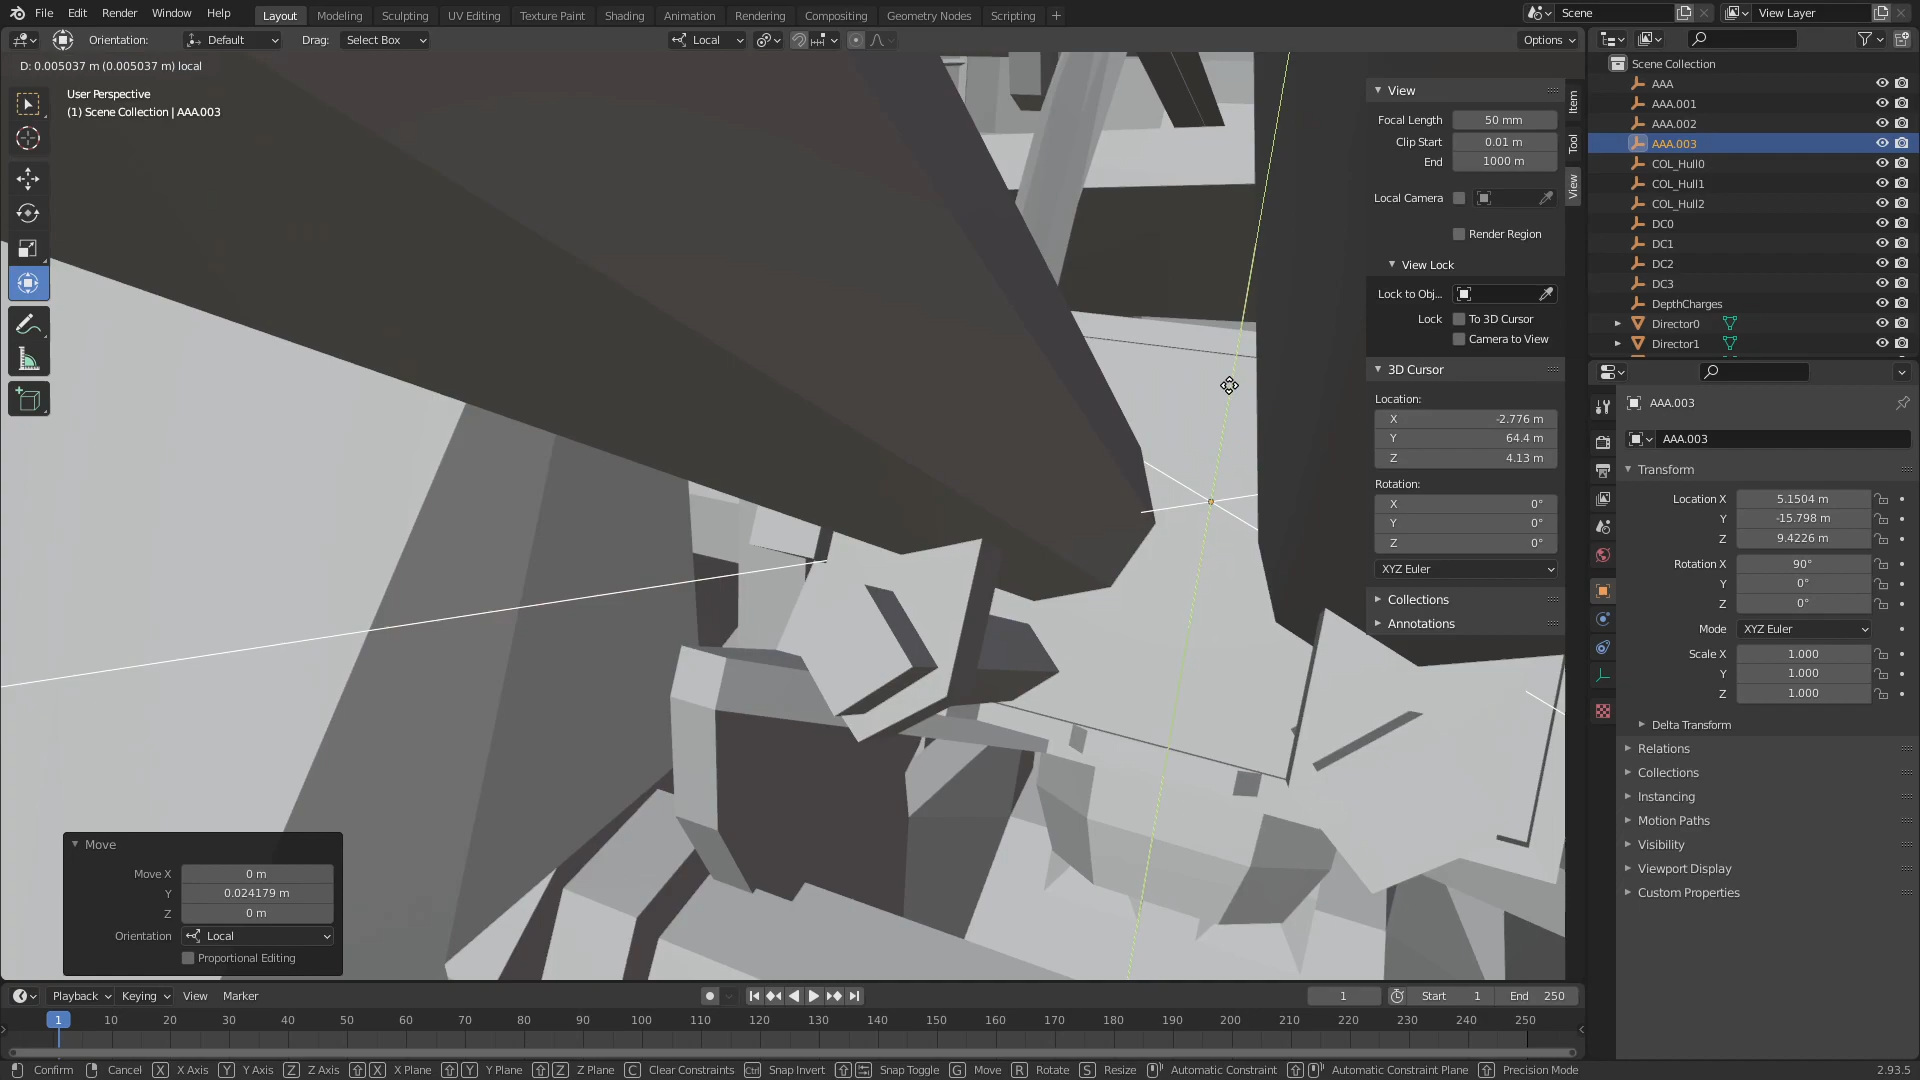 File Edit Render Window Help
Layout Modeling Sculpting UV Editing Texture Paint Shading Animation Rendering Compositing Geometry Nodes Scripting +
Scene
View Layer
Orientation: Default Drag: Select Box Local Options
D: 0.005037 m (0.005037 m) local
User Perspective
(1) Scene Collection | AAA.003
View
Focal Length 50 mm
Clip Start 0.01 m
End 1000 m
Local Camera
Render Region
View Lock
Lock to Obj...
Lock To 3D Cursor
Camera to View
3D Cursor
Location:
X -2.776 m
Y 64.4 m
Z 4.13 m
Rotation:
X 0°
Y 0°
Z 0°
XYZ Euler
Collections
Annotations
Item
Tool
View
Scene Collection
AAA
AAA.001
AAA.002
AAA.003
COL_Hull0
COL_Hull1
COL_Hull2
DC0
DC1
DC2
DC3
DepthCharges
Director0
Director1
AAA.003
AAA.003
Transform
Location X 5.1504 m
Y -15.798 m
Z 9.4226 m
Rotation X 90°
Y 0°
Z 0°
Mode XYZ Euler
Scale X 1.000
Y 1.000
Z 1.000
Delta Transform
Relations
Collections
Instancing
Motion Paths
Visibility
Viewport Display
Custom Properties
Move
Move X 0 m
Y 0.024179 m
Z 0 m
Orientation Local
Proportional Editing
Playback Keying View Marker
1 Start 1 End 250
1 10 20 30 40 50 60 70 80 90 100 110 120 130 140 150 160 170 180 190 200 210 220 230 240 250
Confirm Cancel X X Axis Y Y Axis Z Z Axis X X Plane Y Y Plane Z Z Plane C Clear Constraints Ctrl Snap Invert Snap Toggle G Move R Rotate S Resize Automatic Constraint Automatic Constraint Plane Precision Mode 2.93.5